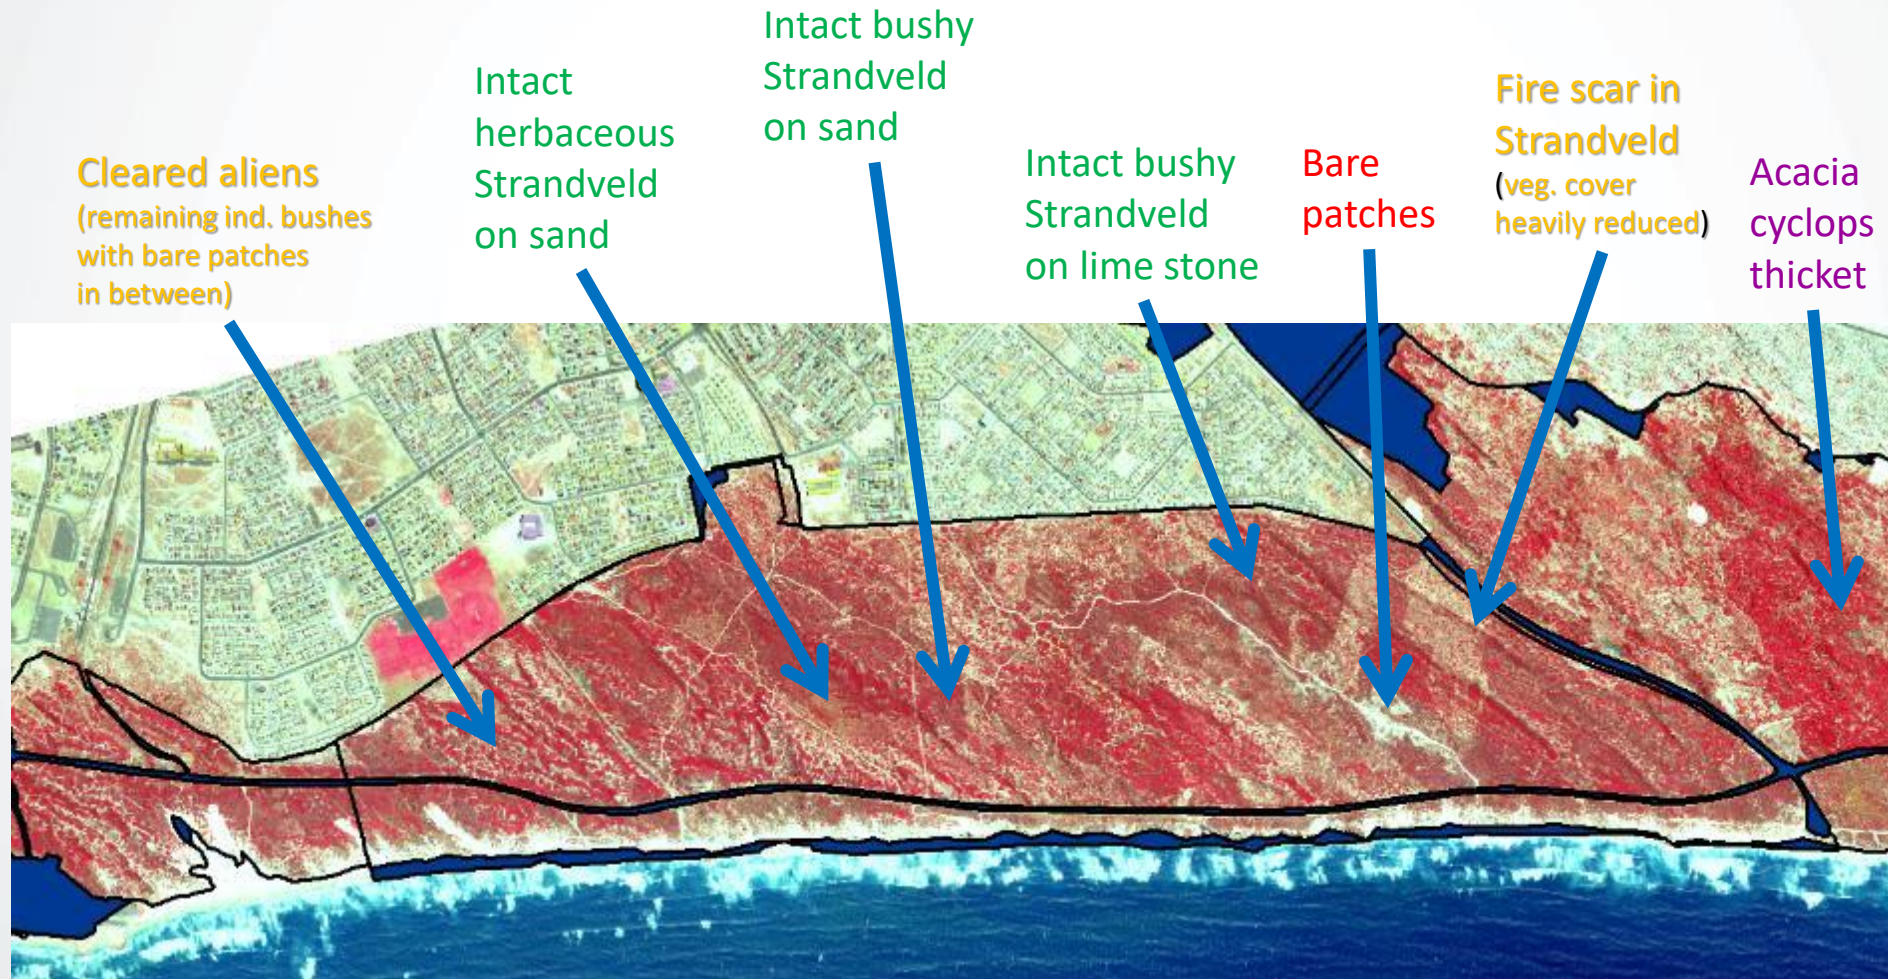 Cleared aliens
(remaining ind. bushes
with bare patches
in between)
Intact
herbaceous
Strandveld
on sand
Intact bushy
Strandveld
on sand
Intact bushy
Strandveld
on lime stone
Bare
patches
Fire scar in
Strandveld
(veg. cover
heavily reduced)
Acacia
cyclops
thicket